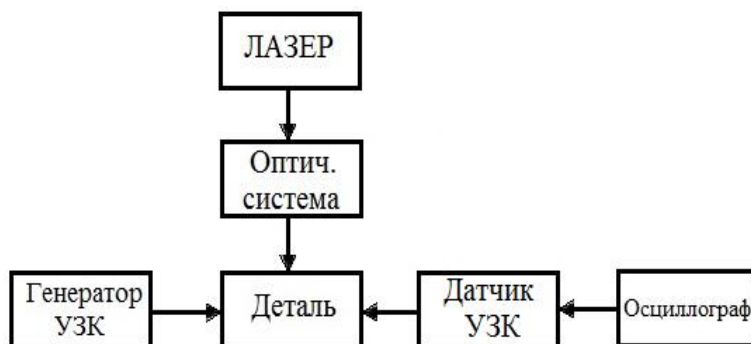 ЛАЗЕР
Оптич.
система
Генератор
УЗК
Деталь
Датчик
УЗК
Осциллограф